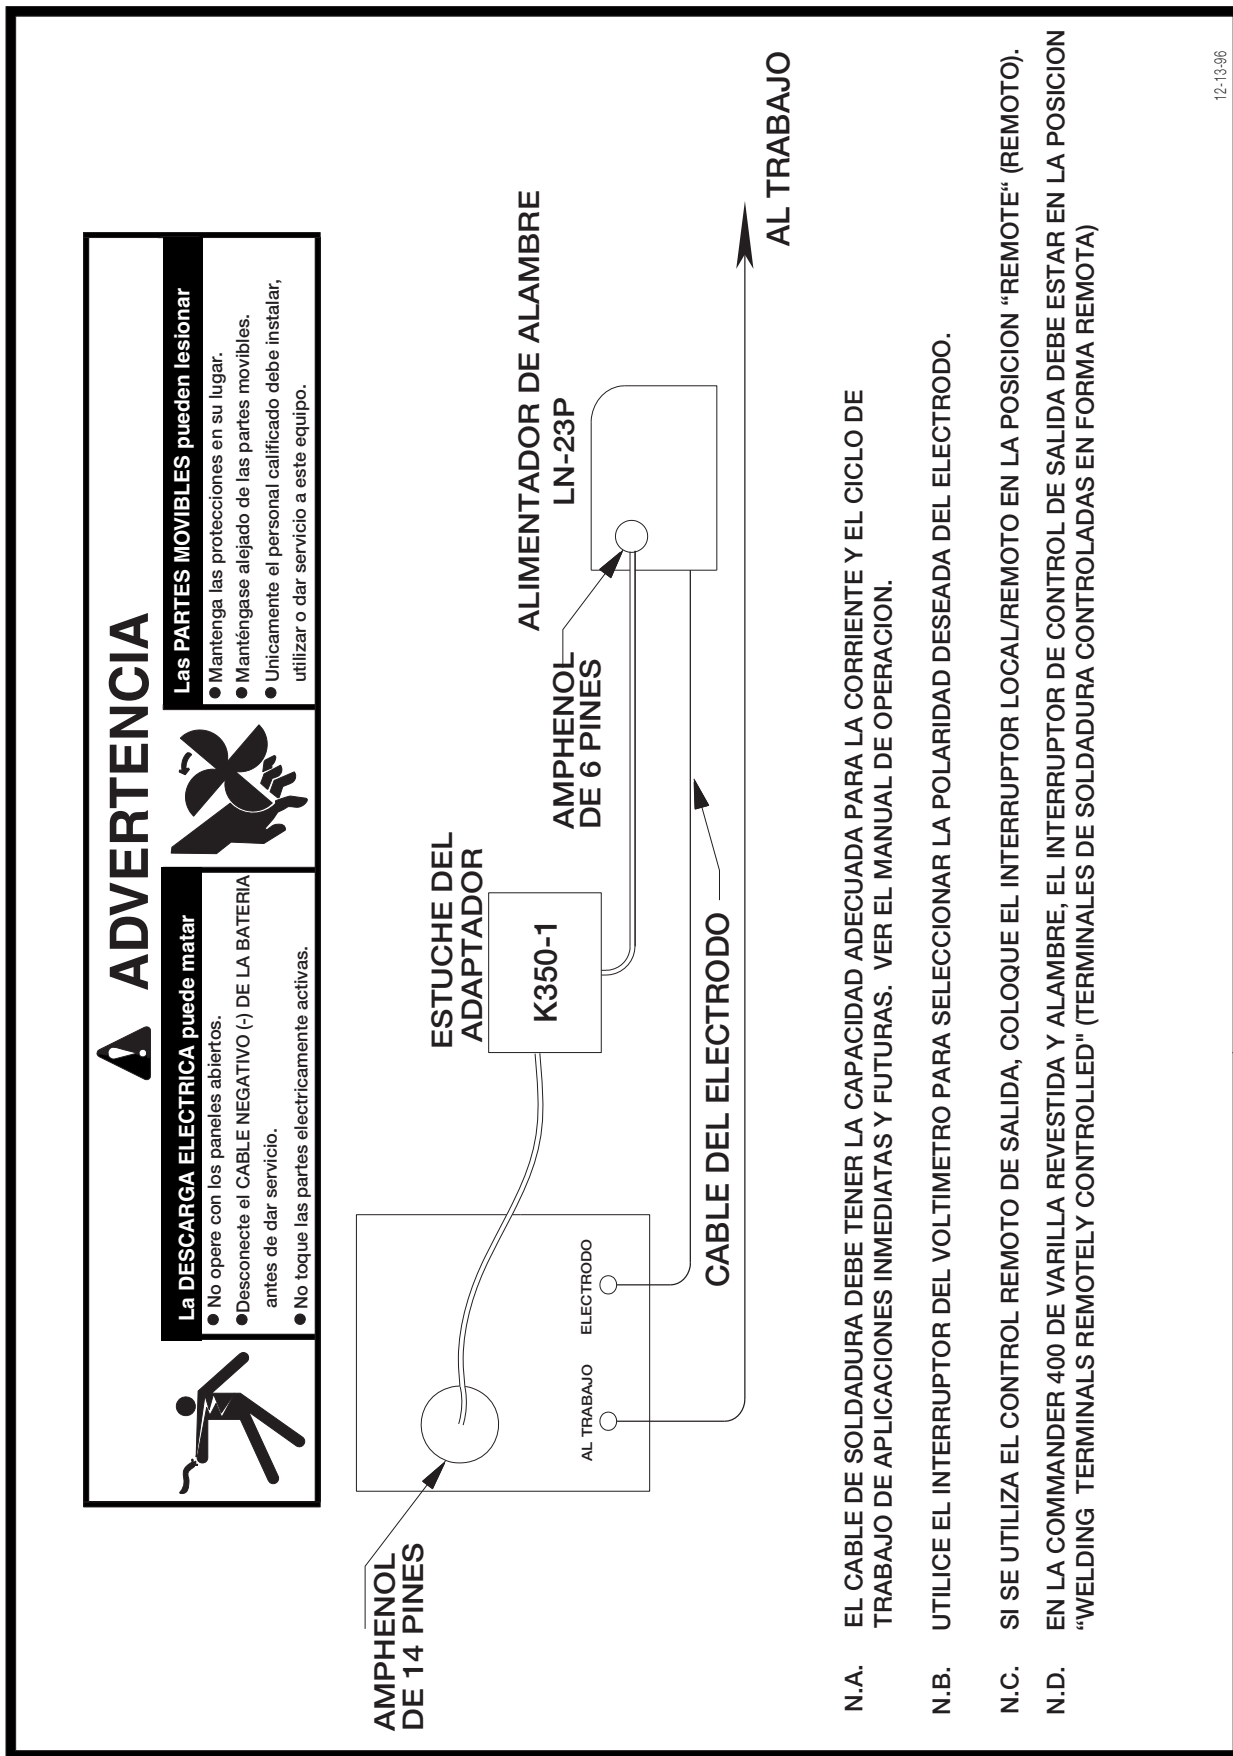 ADVERTENCIA
La DESCARGA ELECTRICA puede matar
● No opere con los paneles abiertos.
●Desconecte el CABLE NEGATIVO (-) DE LA BATERIA
antes de dar servicio.
● No toque las partes electricamente activas.
Las PARTES MOVIBLES pueden lesionar
● Mantenga las protecciones en su lugar.
● Manténgase alejado de las partes movibles.
● Unicamente el personal calificado debe instalar,
utilizar o dar servicio a este equipo.
AMPHENOL
DE 14 PINES
AL TRABAJO
ELECTRODO
ESTUCHE DEL
ADAPTADOR
K350-1
AMPHENOL
DE 6 PINES
ALIMENTADOR DE ALAMBRE
LN-23P
CABLE DEL ELECTRODO
AL TRABAJO
N.A. EL CABLE DE SOLDADURA DEBE TENER LA CAPACIDAD ADECUADA PARA LA CORRIENTE Y EL CICLO DE
TRABAJO DE APLICACIONES INMEDIATAS Y FUTURAS. VER EL MANUAL DE OPERACION.
N.B. UTILICE EL INTERRUPTOR DEL VOLTIMETRO PARA SELECCIONAR LA POLARIDAD DESEADA DEL ELECTRODO.
N.C. SI SE UTILIZA EL CONTROL REMOTO DE SALIDA, COLOQUE EL INTERRUPTOR LOCAL/REMOTO EN LA POSICION “REMOTE“ (REMOTO).
N.D. EN LA COMMANDER 400 DE VARILLA REVESTIDA Y ALAMBRE, EL INTERRUPTOR DE CONTROL DE SALIDA DEBE ESTAR EN LA POSICION
“WELDING TERMINALS REMOTELY CONTROLLED" (TERMINALES DE SOLDADURA CONTROLADAS EN FORMA REMOTA)
12-13-96